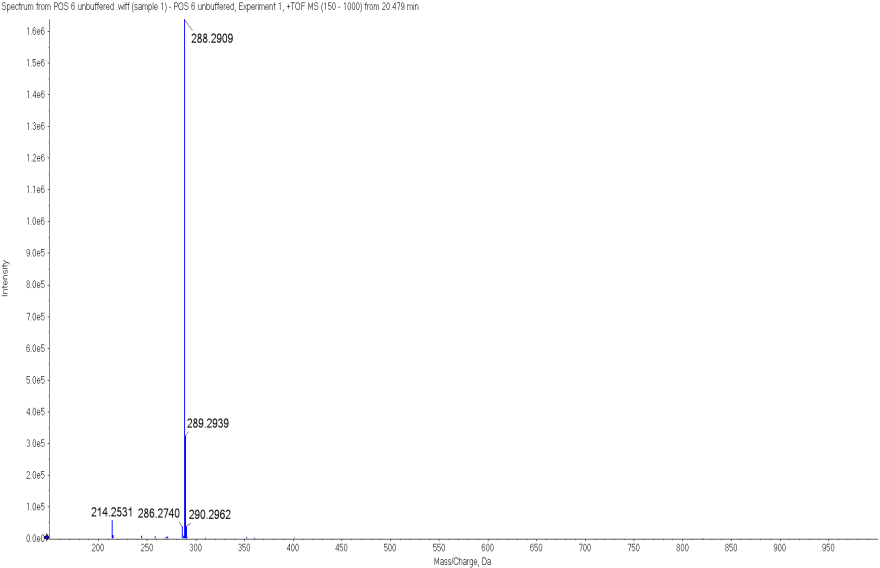 Spectrum from POS 6 unbuffered .wiff (sample 1) - POS 6 unbuffered, Experiment 1, +TOF MS (150 - 1000) from 20.479 min
1.6e6
288.2909
1.5e6
1.4e6
1.3e6
1.2e6
1.1e6
1.0e6
9.0e5
Intensity
8.0e5
7.0e5
6.0e5
5.0e5
4.0e5
289.2939
3.0e5
2.0e5
1.0e5
214.2531 286.2740 290.2962
0.0e0
200 250 300 350 400 450 500 550 600 650 700 750 800 850 900 950
Mass/Charge, Da